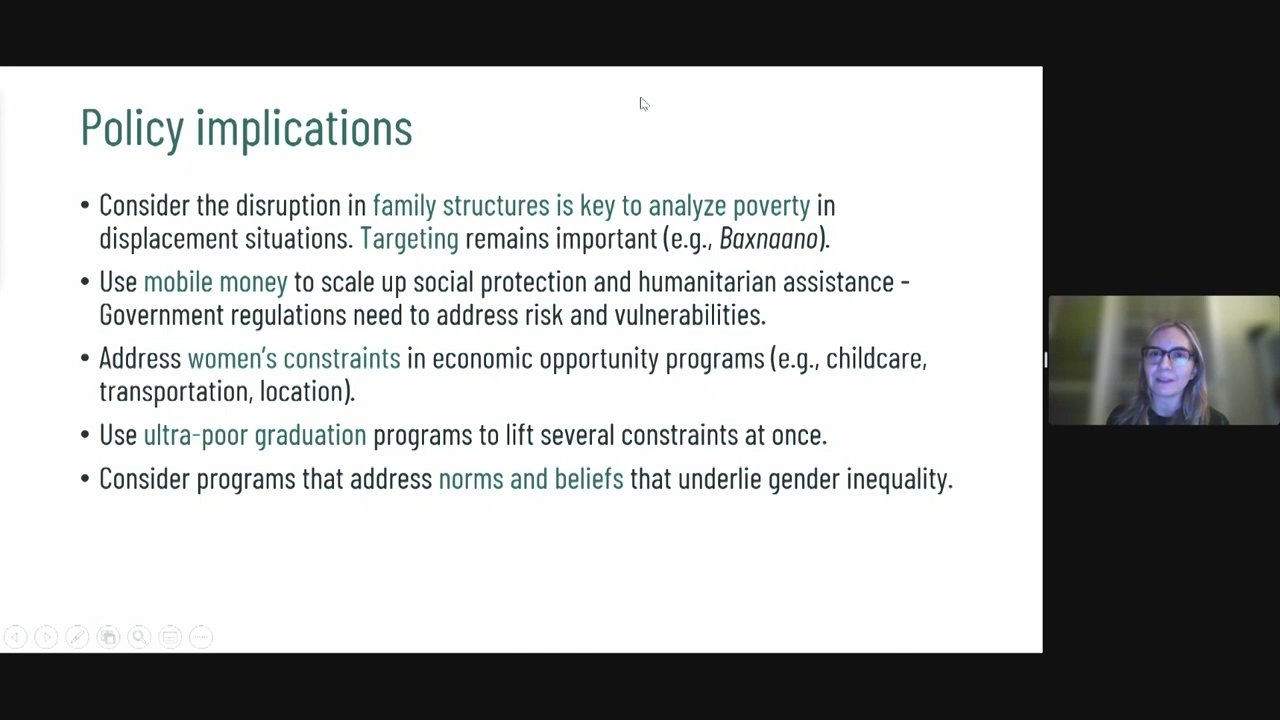 Policy implications
• Consider the disruption in family structures is key to analyze poverty in
displacement situations. Targeting remains important (e.g., Baxnaano).
• Use mobile money to scale up social protection and humanitarian assistance -
Government regulations need to address risk and vulnerabilities.
• Address women’s constraints in economic opportunity programs (e.g., childcare,
transportation, location).
• Use ultra-poor graduation programs to lift several constraints at once.
• Consider programs that address norms and beliefs that underlie gender inequality.